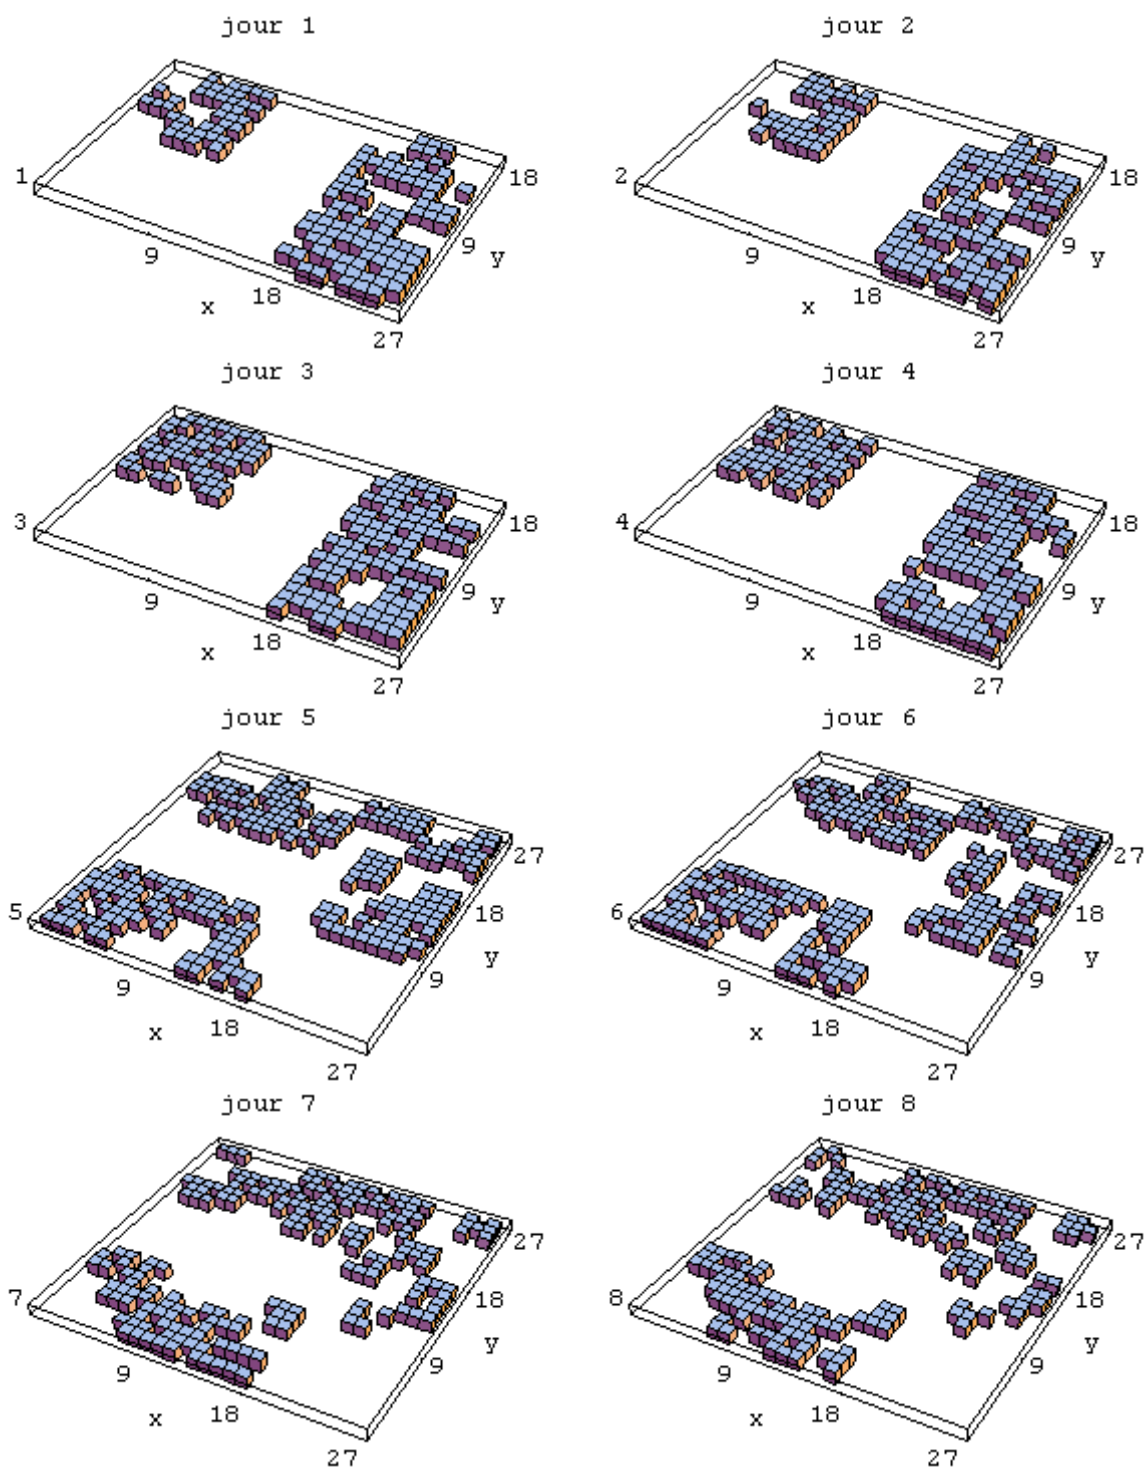 jour 1 jour 2
1 9 18 27 x 9 18 y
2 9 18 27 x 9 18 y
jour 3 jour 4
3 9 18 27 x 9 18 y
4 9 18 27 x 9 18 y
jour 5 jour 6
5 9 18 27 x 9 18 27 y
6 9 18 27 x 9 18 27 y
jour 7 jour 8
7 9 18 27 x 9 18 27 y
8 9 18 27 x 9 18 27 y